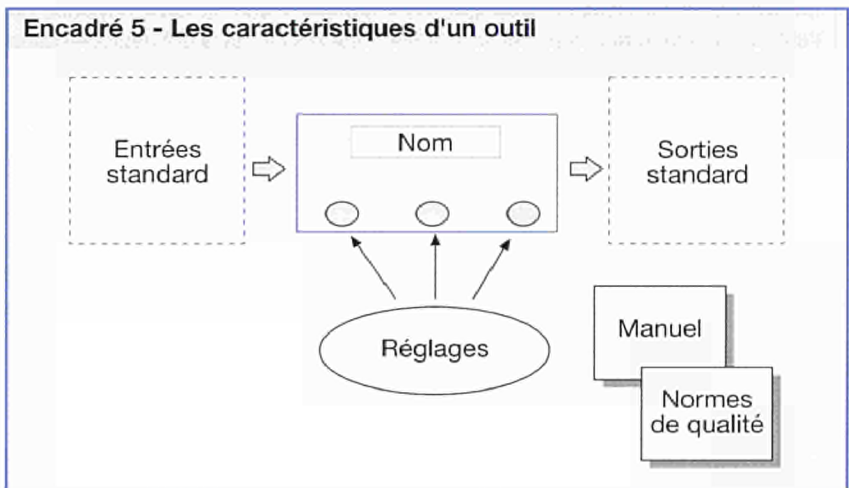 Encadré 5 - Les caractéristiques d'un outil
Entrées
standard
Nom
Sorties
standard
Réglages
Manuel
Normes
de qualité